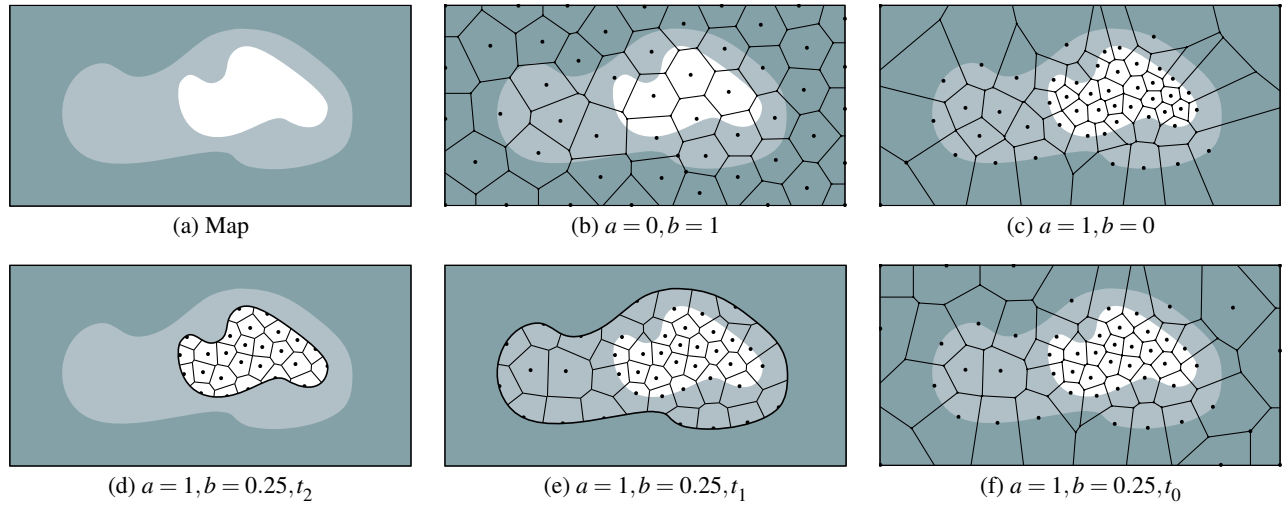 (a) Map
(b) a = 0, b = 1
(c) a = 1, b = 0
(d) a = 1, b = 0.25, t₂
(e) a = 1, b = 0.25, t₁
(f) a = 1, b = 0.25, t₀